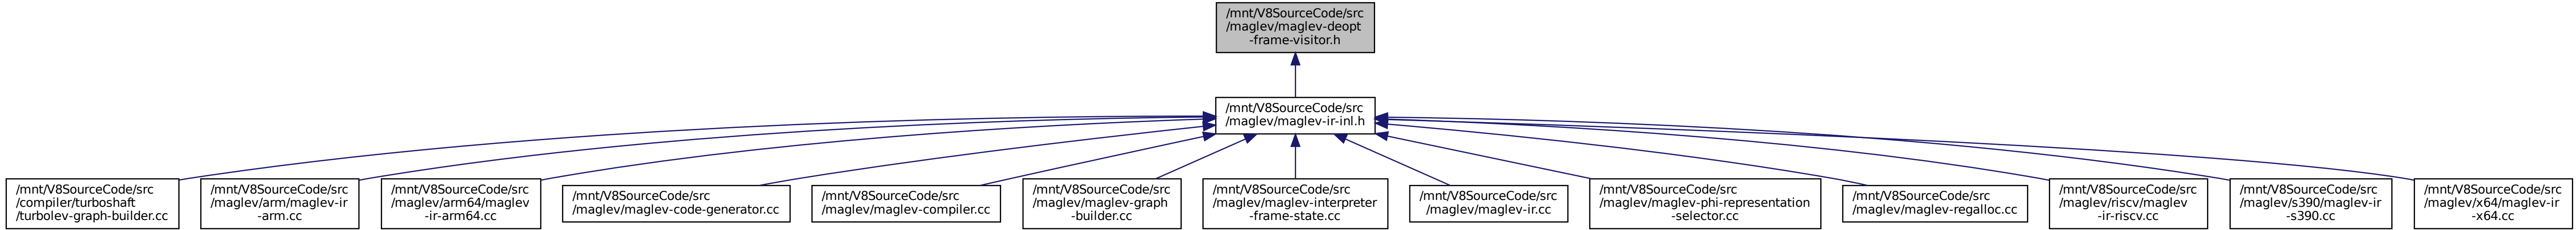 /mnt/V8SourceCode/src
/maglev/maglev-deopt
-frame-visitor.h
/mnt/V8SourceCode/src
/maglev/maglev-ir-inl.h
/mnt/V8SourceCode/src
/compiler/turboshaft
/turbolev-graph-builder.cc
/mnt/V8SourceCode/src
/maglev/arm/maglev-ir
-arm.cc
/mnt/V8SourceCode/src
/maglev/arm64/maglev
-ir-arm64.cc
/mnt/V8SourceCode/src
/maglev/maglev-code-generator.cc
/mnt/V8SourceCode/src
/maglev/maglev-compiler.cc
/mnt/V8SourceCode/src
/maglev/maglev-graph
-builder.cc
/mnt/V8SourceCode/src
/maglev/maglev-interpreter
-frame-state.cc
/mnt/V8SourceCode/src
/maglev/maglev-ir.cc
/mnt/V8SourceCode/src
/maglev/maglev-phi-representation
-selector.cc
/mnt/V8SourceCode/src
/maglev/maglev-regalloc.cc
/mnt/V8SourceCode/src
/maglev/riscv/maglev
-ir-riscv.cc
/mnt/V8SourceCode/src
/maglev/s390/maglev-ir
-s390.cc
/mnt/V8SourceCode/src
/maglev/x64/maglev-ir
-x64.cc